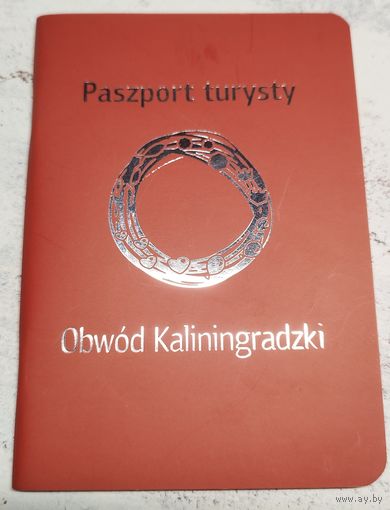 Paszport turysty
Obwód Kaliningradzki
www.ay.by